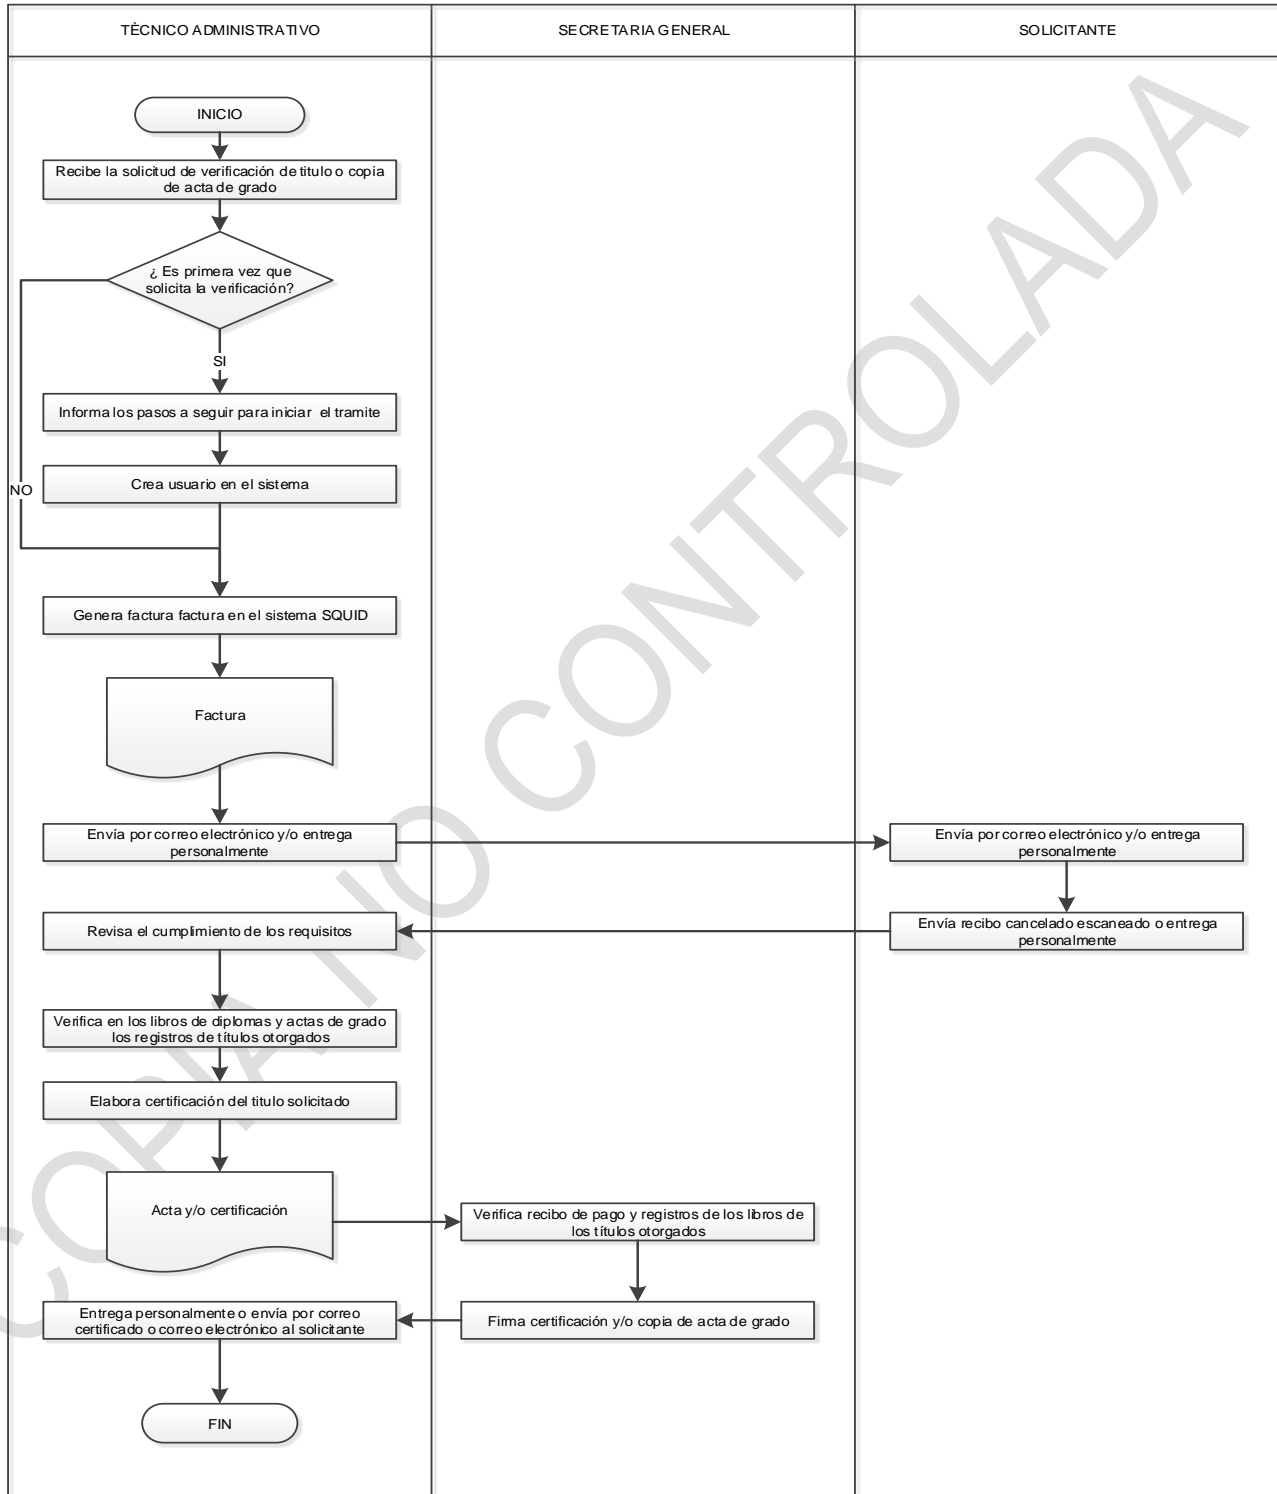 TÈCNICO ADMINISTRATIVO
SECRETARIA GENERAL
SOLICITANTE
INICIO
Recibe la solicitud de verificación de titulo o copia
de acta de grado
¿ Es primera vez que
solicita la verificación?
SI
Informa los pasos a seguir para iniciar el tramite
NO
Crea usuario en el sistema
Genera factura factura en el sistema SQUID
Factura
Envía por correo electrónico y/o entrega
personalmente
Envía por correo electrónico y/o entrega
personalmente
Envía recibo cancelado escaneado o entrega
personalmente
Revisa el cumplimiento de los requisitos
Verifica en los libros de diplomas y actas de grado
los registros de títulos otorgados
Elabora certificación del titulo solicitado
Acta y/o certificación
Verifica recibo de pago y registros de los libros de
los títulos otorgados
Firma certificación y/o copia de acta de grado
Entrega personalmente o envía por correo
certificado o correo electrónico al solicitante
FIN
COPIA NO CONTROLADA